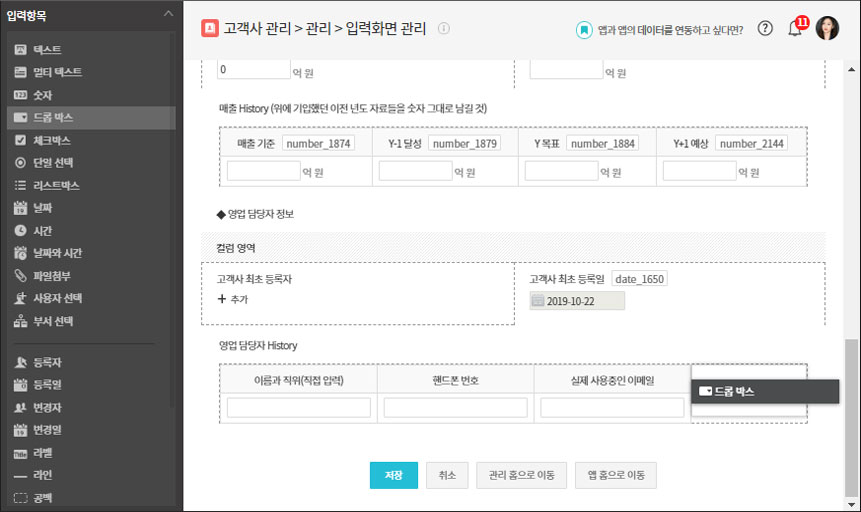 입력항목
텍스트
멀티 텍스트
123 숫자
드롭 박스
체크박스
단일 선택
리스트박스
날짜
시간
날짜와 시간
파일첨부
사용자 선택
부서 선택
등록자
등록일
변경자
변경일
Title 라벨
라인
공백
고객사 관리 > 관리 > 입력화면 관리
앱과 앱의 데이터를 연동하고 싶다면?
11
0 억 원
매출 History (위에 기입했던 이전 년도 자료들을 숫자 그대로 남길 것)
매출 기준 number_1874 Y-1 달성 number_1879 Y 목표 number_1884 Y+1 예상 number_2144
억 원 억 원 억 원 억 원
◆ 영업 담당자 정보
컬럼 영역
고객사 최초 등록자 고객사 최초 등록일 date_1650
+ 추가 2019-10-22
영업 담당자 History
이름과 직위(직접 입력) 핸드폰 번호 실제 사용중인 이메일
드롭 박스
저장 취소 관리 홈으로 이동 앱 홈으로 이동